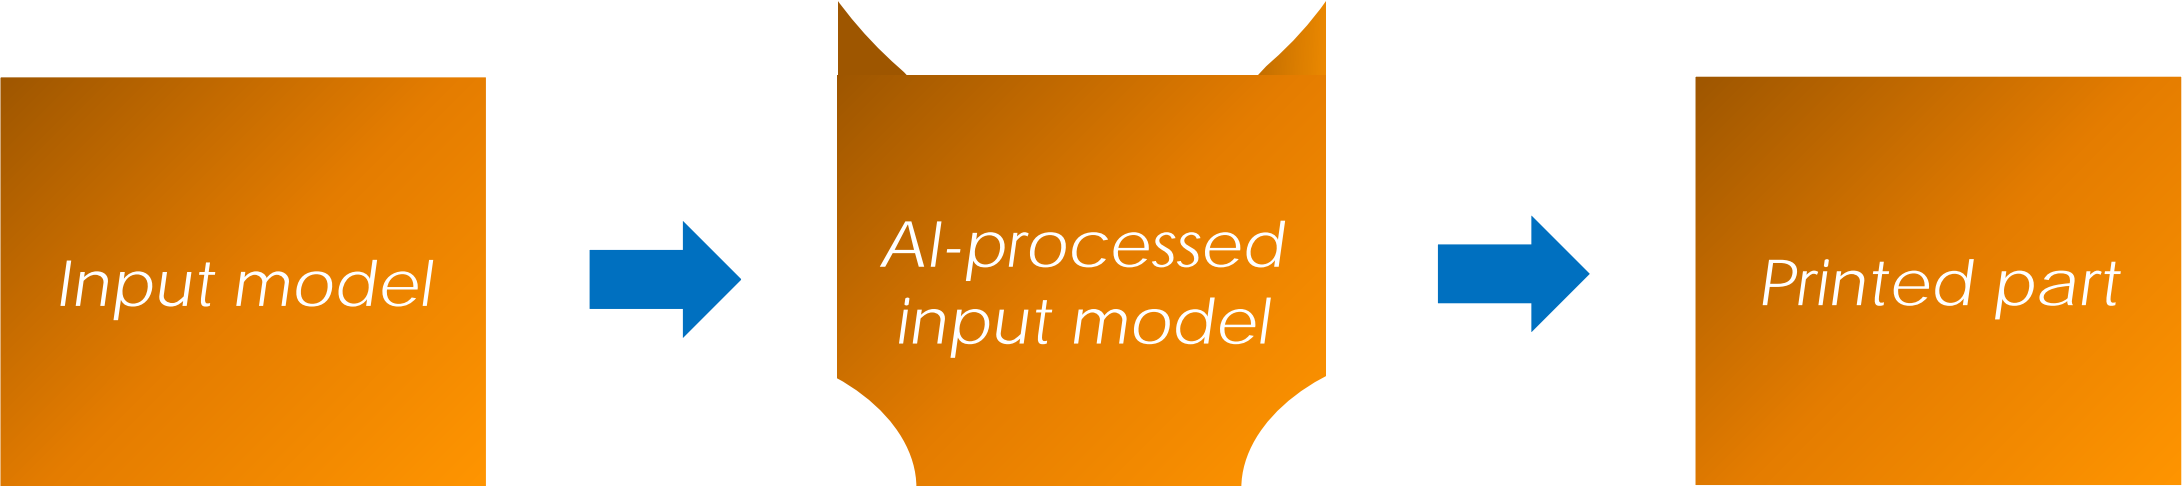 Input model
AI-processed
input model
Printed part